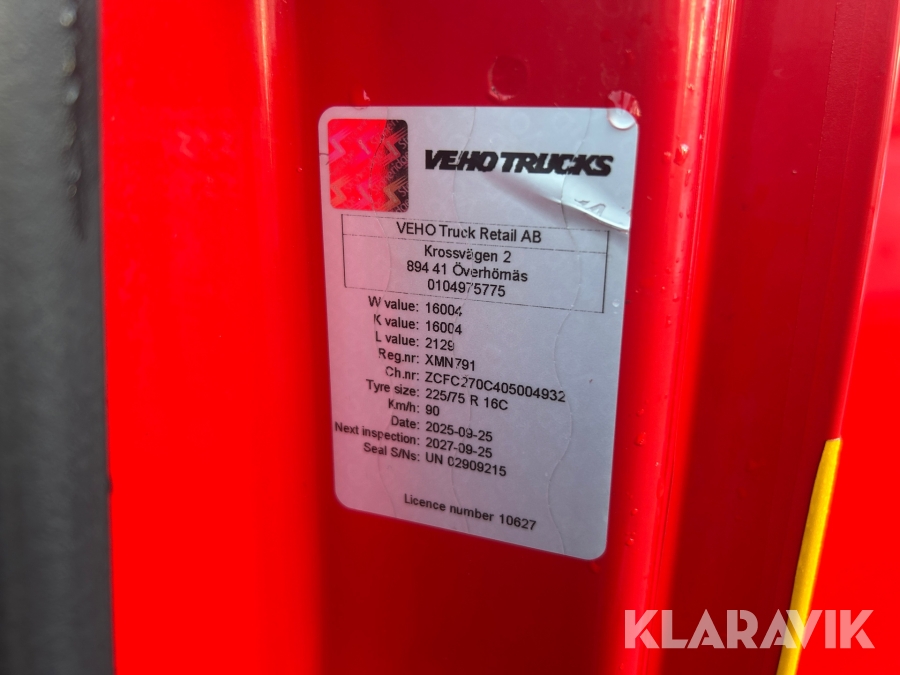 VEHO TRUCKS
VEHO Truck Retail AB
Krossvägen 2
894 41 Överhörnäs
0104975775
W value: 16004
K value: 16004
L value: 2129
Reg.nr: XMN791
Ch.nr: ZCFC270C405004932
Tyre size: 225/75 R 16C
Km/h: 90
Date: 2025-09-25
Next inspection: 2027-09-25
Seal S/Ns: UN 02909215
Licence number 10627
KLARAVIK